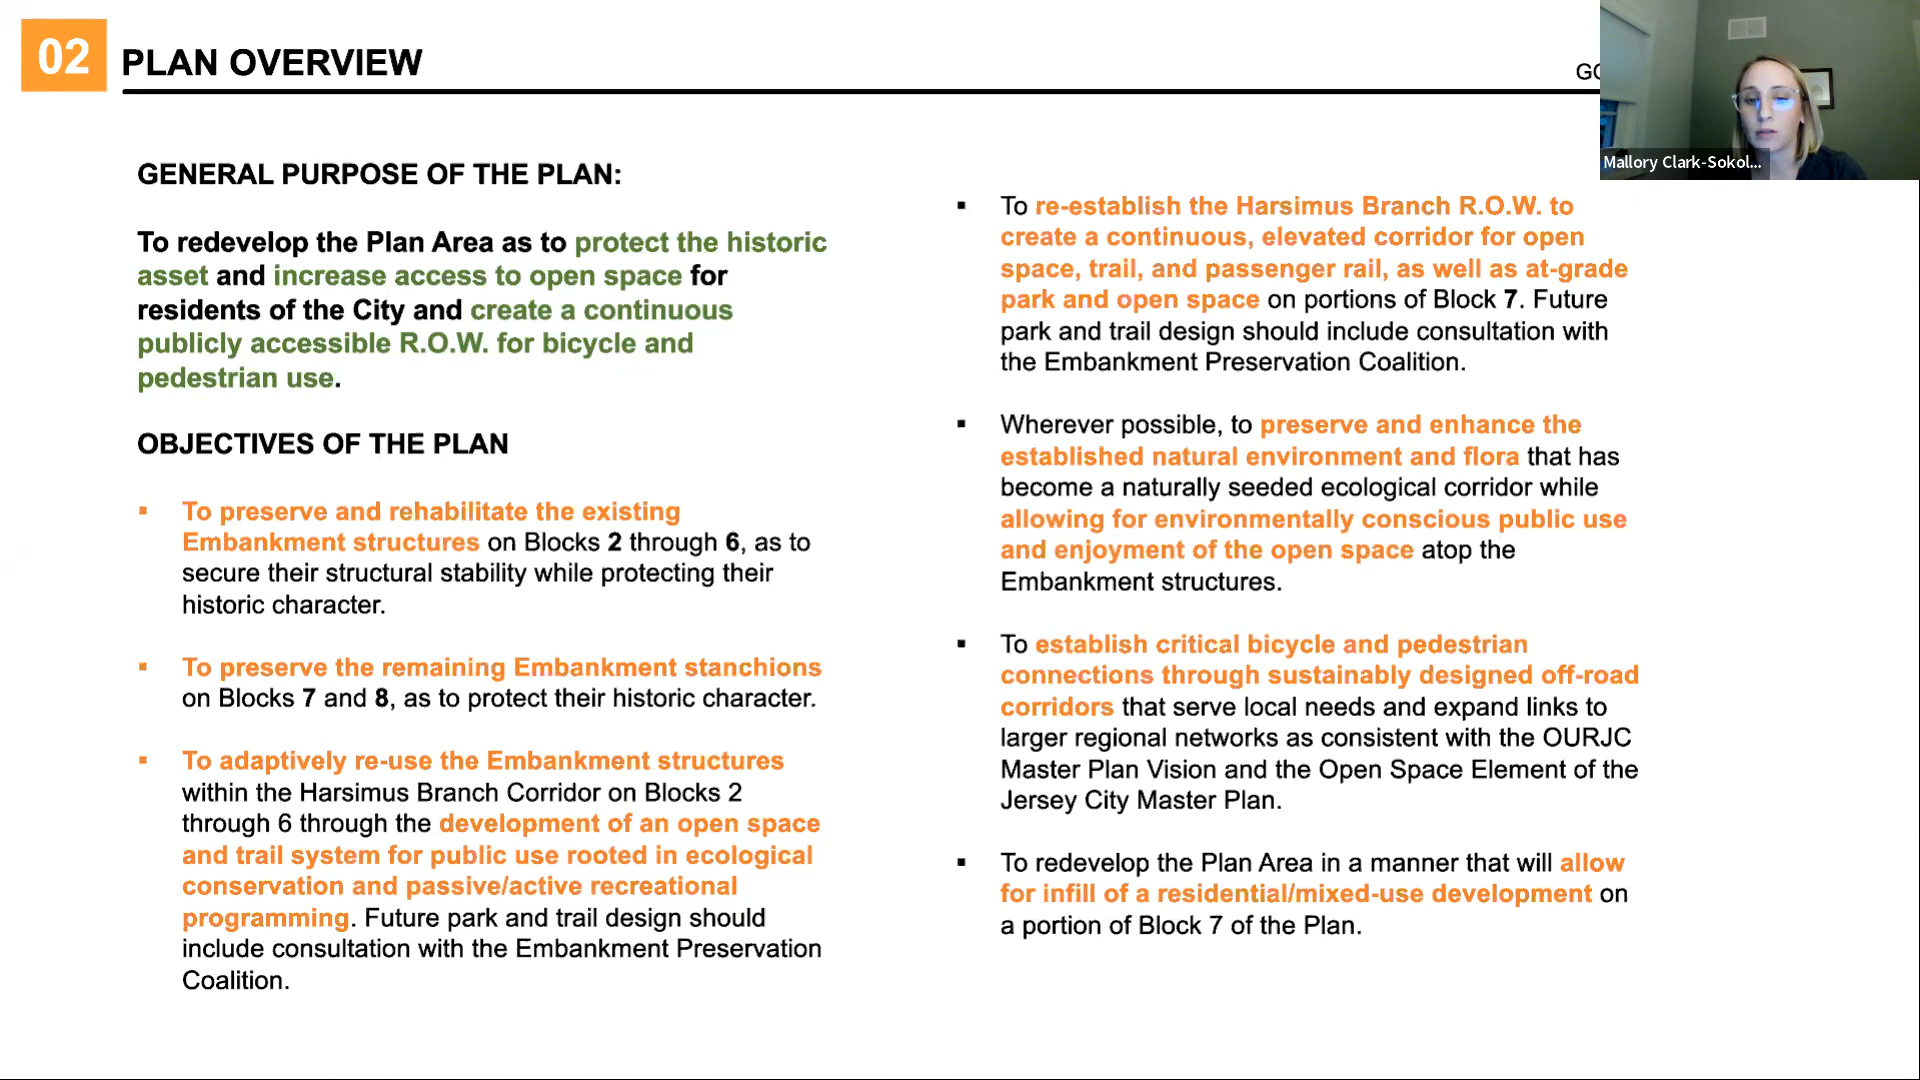 02
PLAN OVERVIEW
GENERAL PURPOSE OF THE PLAN:
To redevelop the Plan Area as to protect the historic
asset and increase access to open space for
residents of the City and create a continuous
publicly accessible R.O.W. for bicycle and
pedestrian use.
OBJECTIVES OF THE PLAN
▪ To preserve and rehabilitate the existing
Embankment structures on Blocks 2 through 6, as to
secure their structural stability while protecting their
historic character.
▪ To preserve the remaining Embankment stanchions
on Blocks 7 and 8, as to protect their historic character.
▪ To adaptively re-use the Embankment structures
within the Harsimus Branch Corridor on Blocks 2
through 6 through the development of an open space
and trail system for public use rooted in ecological
conservation and passive/active recreational
programming. Future park and trail design should
include consultation with the Embankment Preservation
Coalition.
▪ To re-establish the Harsimus Branch R.O.W. to
create a continuous, elevated corridor for open
space, trail, and passenger rail, as well as at-grade
park and open space on portions of Block 7. Future
park and trail design should include consultation with
the Embankment Preservation Coalition.
▪ Wherever possible, to preserve and enhance the
established natural environment and flora that has
become a naturally seeded ecological corridor while
allowing for environmentally conscious public use
and enjoyment of the open space atop the
Embankment structures.
▪ To establish critical bicycle and pedestrian
connections through sustainably designed off-road
corridors that serve local needs and expand links to
larger regional networks as consistent with the OURJC
Master Plan Vision and the Open Space Element of the
Jersey City Master Plan.
▪ To redevelop the Plan Area in a manner that will allow
for infill of a residential/mixed-use development on
a portion of Block 7 of the Plan.
Mallory Clark-Sokol...